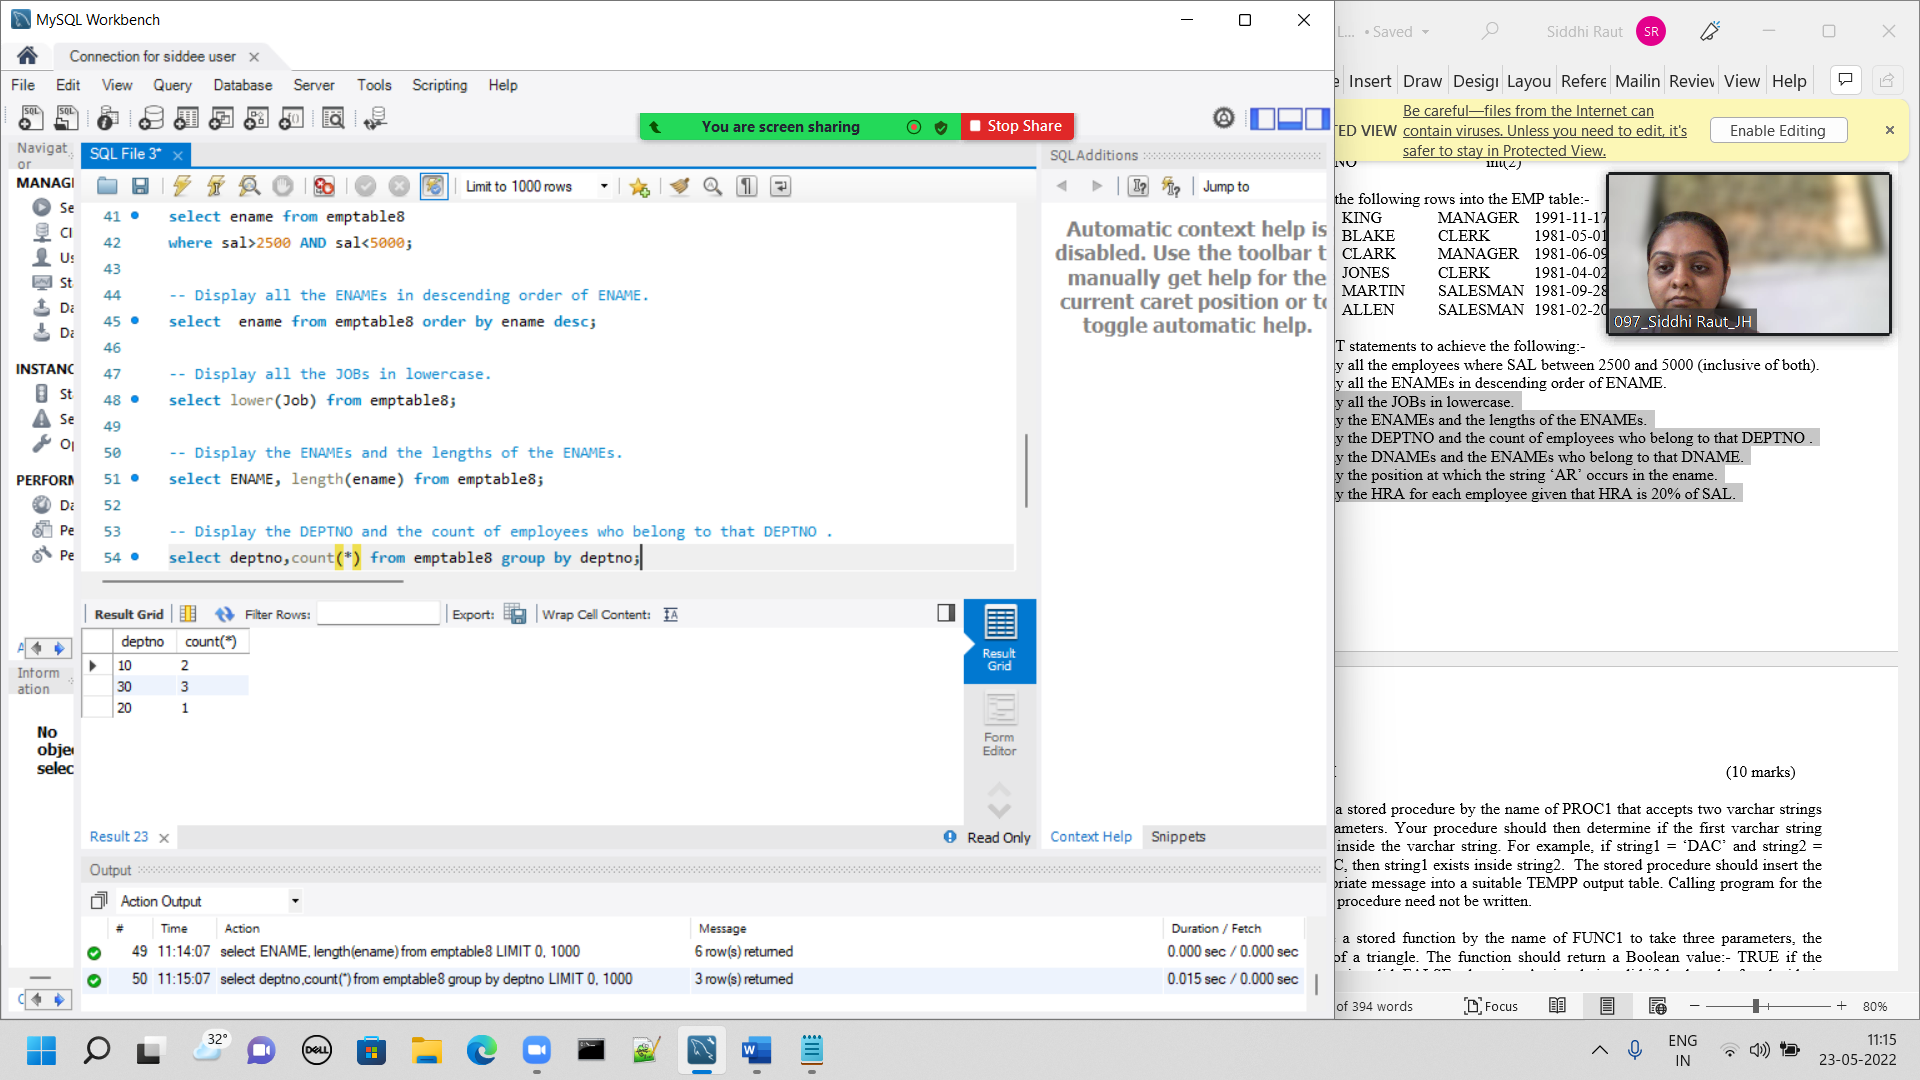 MySQL Workbench
Connection for siddee user
File Edit View Query Database Server Tools Scripting Help
You are screen sharing
Stop Share
Navigat
or
SQL File 3*
MANAGE
Limit to 1000 rows
41 select ename from emptable8
42 where sal>2500 AND sal<5000;
43
44 -- Display all the ENAMEs in descending order of ENAME.
45 select ename from emptable8 order by ename desc;
46
47 -- Display all the JOBs in lowercase.
48 select lower(Job) from emptable8;
49
50 -- Display the ENAMEs and the lengths of the ENAMEs.
51 select ENAME, length(ename) from emptable8;
52
53 -- Display the DEPTNO and the count of employees who belong to that DEPTNO .
54 select deptno,count(*) from emptable8 group by deptno;
Se
Cl
Us
Sta
Da
Da
INSTANC
Sta
Se
Op
PERFORM
Da
Pe
Pe
Inform
ation
No
obje
selec
Result Grid Filter Rows: Export: Wrap Cell Content:
deptno count(*)
10 2
30 3
20 1
Result
Grid
Form
Editor
Result 23
Read Only
SQLAdditions
Jump to
Automatic context help is
disabled. Use the toolbar t
manually get help for the
current caret position or to
toggle automatic help.
Context Help Snippets
Output
Action Output
# Time Action Message Duration / Fetch
49 11:14:07 select ENAME, length(ename) from emptable8 LIMIT 0, 1000 6 row(s) returned 0.000 sec / 0.000 sec
50 11:15:07 select deptno,count(*) from emptable8 group by deptno LIMIT 0, 1000 3 row(s) returned 0.015 sec / 0.000 sec
L... • Saved
Siddhi Raut SR
Insert Draw Design Layou Refere Mailin Review View Help
TED VIEW Be careful—files from the Internet can
contain viruses. Unless you need to edit, it's
safer to stay in Protected View.
Enable Editing
NO int(2)
the following rows into the EMP table:-
KING MANAGER 1991-11-17
BLAKE CLERK 1981-05-01
CLARK MANAGER 1981-06-09
JONES CLERK 1981-04-02
MARTIN SALESMAN 1981-09-28
ALLEN SALESMAN 1981-02-20
097_Siddhi Raut_JH
T statements to achieve the following:-
y all the employees where SAL between 2500 and 5000 (inclusive of both).
y all the ENAMEs in descending order of ENAME.
y all the JOBs in lowercase.
y the ENAMEs and the lengths of the ENAMEs.
y the DEPTNO and the count of employees who belong to that DEPTNO .
y the DNAMEs and the ENAMEs who belong to that DNAME.
y the position at which the string ‘AR’ occurs in the ename.
y the HRA for each employee given that HRA is 20% of SAL.
(10 marks)
a stored procedure by the name of PROC1 that accepts two varchar strings
ameters. Your procedure should then determine if the first varchar string
inside the varchar string. For example, if string1 = ‘DAC’ and string2 =
C, then string1 exists inside string2. The stored procedure should insert the
priate message into a suitable TEMPP output table. Calling program for the
procedure need not be written.
a stored function by the name of FUNC1 to take three parameters, the
of a triangle. The function should return a Boolean value:- TRUE if the
of 394 words Focus 80%
32°
DELL
ENG
IN
11:15
23-05-2022